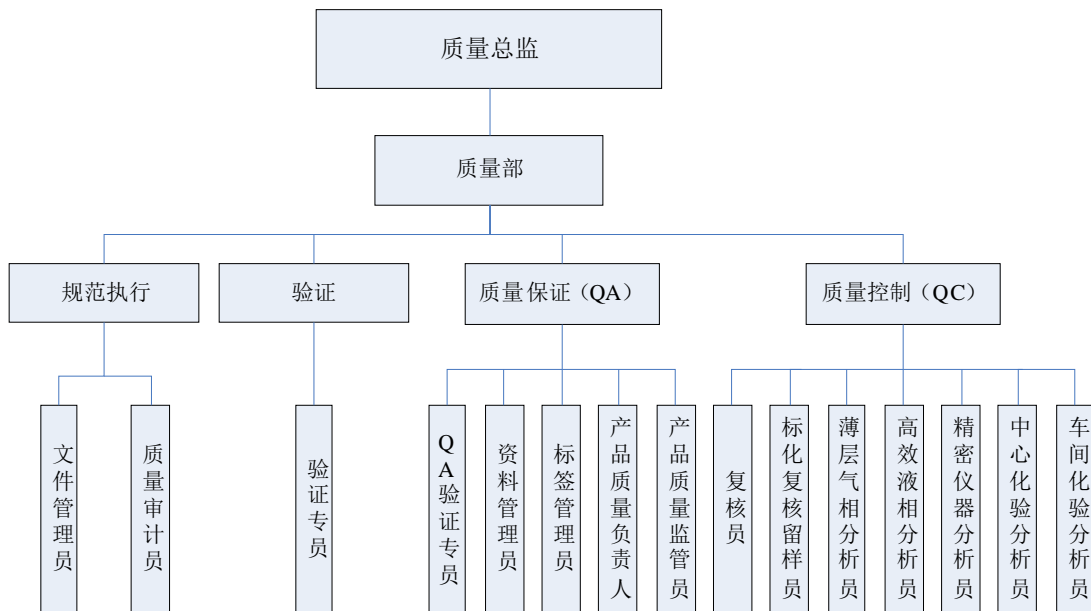 质量总监
质量部
规范执行
验证
质量保证（QA）
质量控制（QC）
文件管理员
质量审计员
验证专员
QA验证专员
资料管理员
标签管理员
产品质量负责人
产品质量监管员
复核员
标化复核留样员
薄层气相分析员
高效液相分析员
精密仪器分析员
中心化验分析员
车间化验分析员